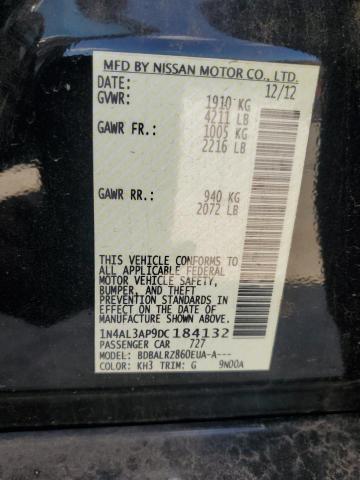 MFD BY NISSAN MOTOR CO., LTD.
DATE: 12/12
GVWR: 1910 KG
4211 LB
GAWR FR.: 1005 KG
2216 LB
GAWR RR.: 940 KG
2072 LB
THIS VEHICLE CONFORMS TO
ALL APPLICABLE FEDERAL
MOTOR VEHICLE SAFETY,
BUMPER, AND THEFT
PREVENTION STANDARDS
IN EFFECT ON THE DATE OF
MANUFACTURE SHOWN ABOVE.
1N4AL3AP9DC184132
PASSENGER CAR 727
MODEL: BDBALRZ860EUA-A---
COLOR: KH3 TRIM: G 9N00A